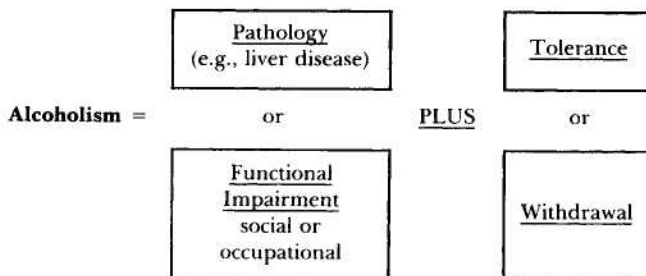 Pathology
(e.g., liver disease)
Tolerance
Alcoholism = or PLUS or
Functional
Impairment
social or
occupational
Withdrawal